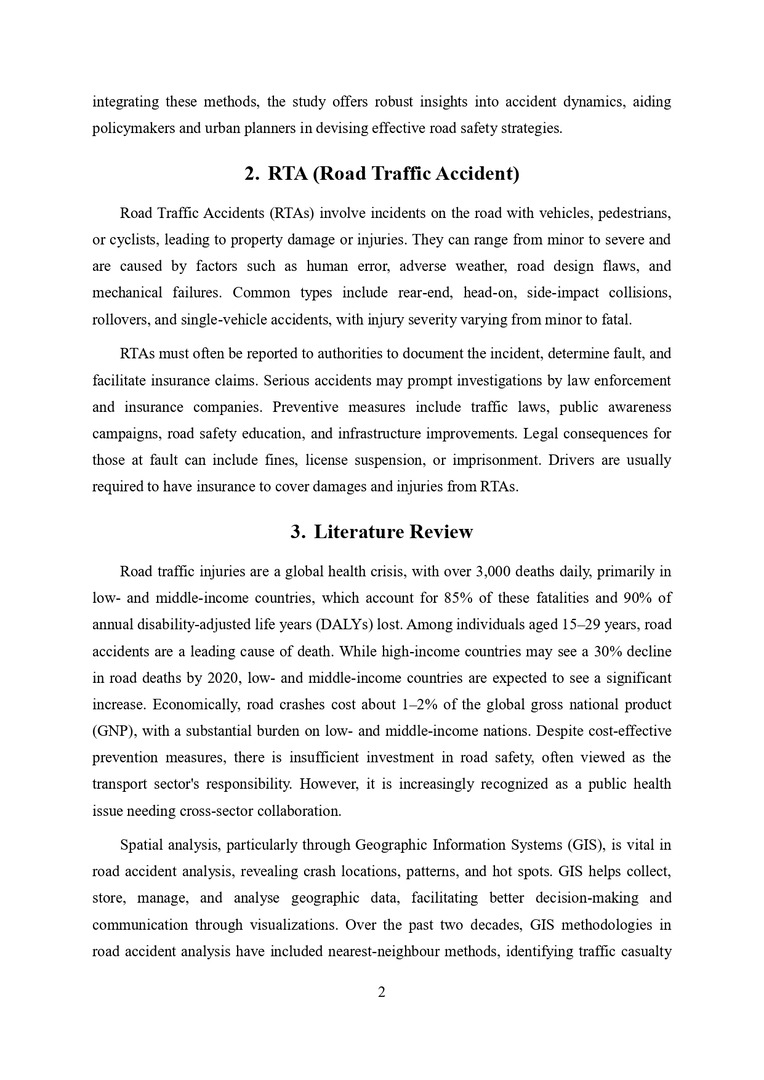 integrating these methods, the study offers robust insights into accident dynamics, aiding
policymakers and urban planners in devising effective road safety strategies.
2. RTA (Road Traffic Accident)
Road Traffic Accidents (RTAs) involve incidents on the road with vehicles, pedestrians,
or cyclists, leading to property damage or injuries. They can range from minor to severe and
are caused by factors such as human error, adverse weather, road design flaws, and
mechanical failures. Common types include rear-end, head-on, side-impact collisions,
rollovers, and single-vehicle accidents, with injury severity varying from minor to fatal.
RTAs must often be reported to authorities to document the incident, determine fault, and
facilitate insurance claims. Serious accidents may prompt investigations by law enforcement
and insurance companies. Preventive measures include traffic laws, public awareness
campaigns, road safety education, and infrastructure improvements. Legal consequences for
those at fault can include fines, license suspension, or imprisonment. Drivers are usually
required to have insurance to cover damages and injuries from RTAs.
3. Literature Review
Road traffic injuries are a global health crisis, with over 3,000 deaths daily, primarily in
low- and middle-income countries, which account for 85% of these fatalities and 90% of
annual disability-adjusted life years (DALYs) lost. Among individuals aged 15–29 years, road
accidents are a leading cause of death. While high-income countries may see a 30% decline
in road deaths by 2020, low- and middle-income countries are expected to see a significant
increase. Economically, road crashes cost about 1–2% of the global gross national product
(GNP), with a substantial burden on low- and middle-income nations. Despite cost-effective
prevention measures, there is insufficient investment in road safety, often viewed as the
transport sector's responsibility. However, it is increasingly recognized as a public health
issue needing cross-sector collaboration.
Spatial analysis, particularly through Geographic Information Systems (GIS), is vital in
road accident analysis, revealing crash locations, patterns, and hot spots. GIS helps collect,
store, manage, and analyse geographic data, facilitating better decision-making and
communication through visualizations. Over the past two decades, GIS methodologies in
road accident analysis have included nearest-neighbour methods, identifying traffic casualty
2